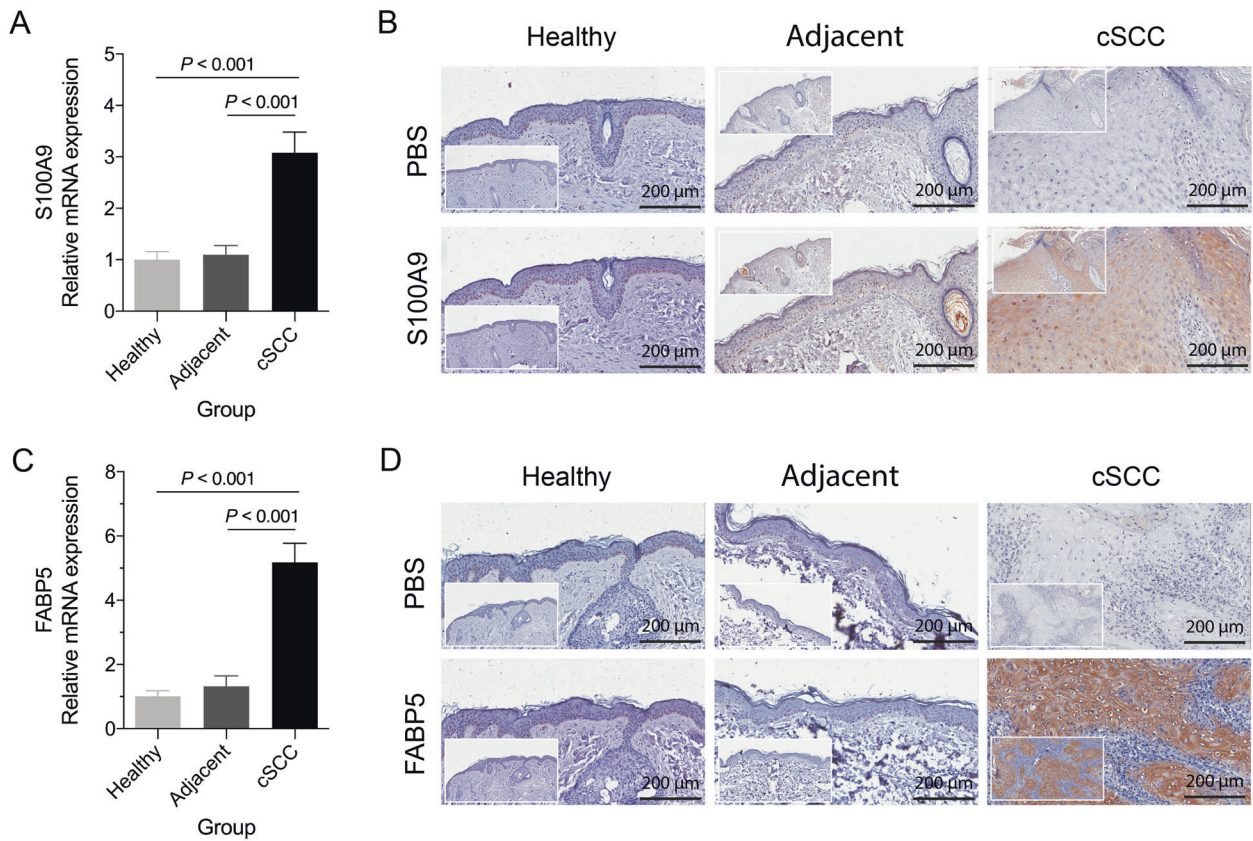 A
S100A9
Relative mRNA expression
5
4
3
2
1
0
P < 0.001
P < 0.001
Healthy
Adjacent
cSCC
Group
B
Healthy
Adjacent
cSCC
PBS
200 µm
200 µm
200 µm
S100A9
200 µm
200 µm
200 µm
C
FABP5
Relative mRNA expression
8
6
4
2
0
P < 0.001
P < 0.001
Healthy
Adjacent
cSCC
Group
D
Healthy
Adjacent
cSCC
PBS
200 µm
200 µm
200 µm
FABP5
200 µm
200 µm
200 µm